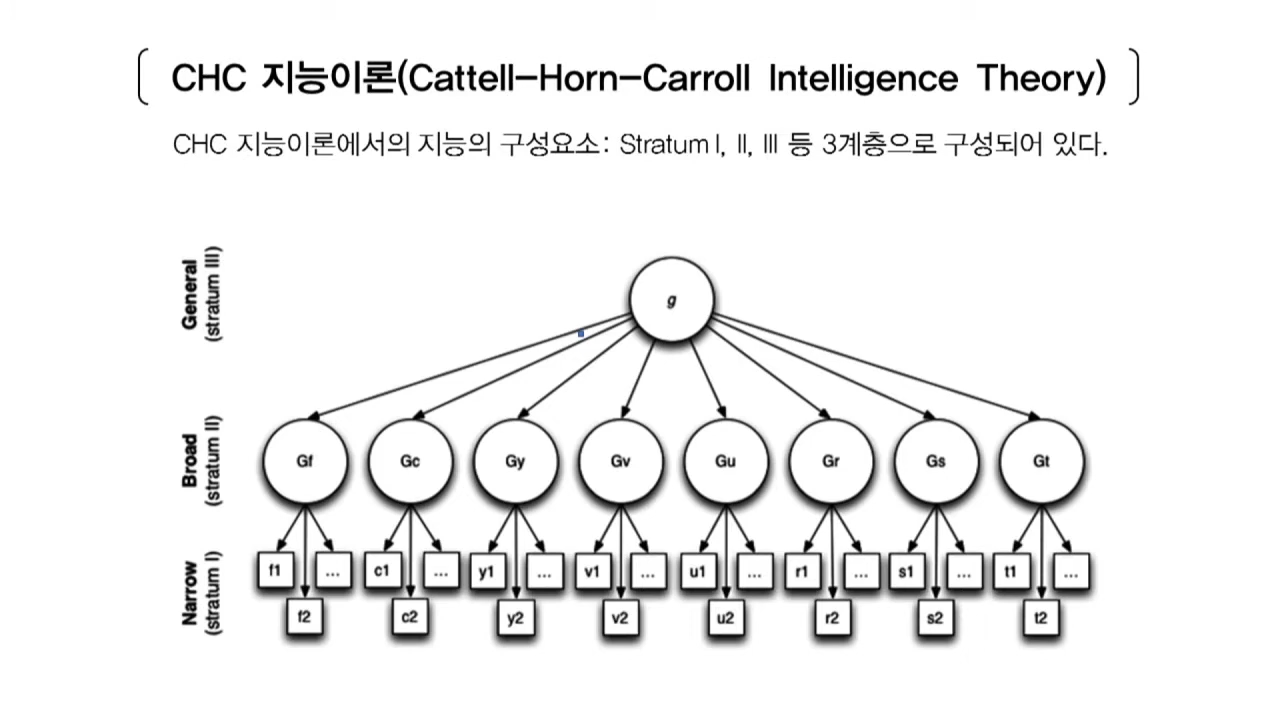 CHC 지능이론(Cattell-Horn-Carroll Intelligence Theory)
CHC 지능이론에서의 지능의 구성요소: Stratum I, II, III 등 3계층으로 구성되어 있다.
General
(stratum III)
g
Broad
(stratum II)
Gf Gc Gy Gv Gu Gr Gs Gt
Narrow
(stratum I)
f1 ... c1 ... y1 ... v1 ... u1 ... r1 ... s1 ... t1 ...
f2 c2 y2 v2 u2 r2 s2 t2